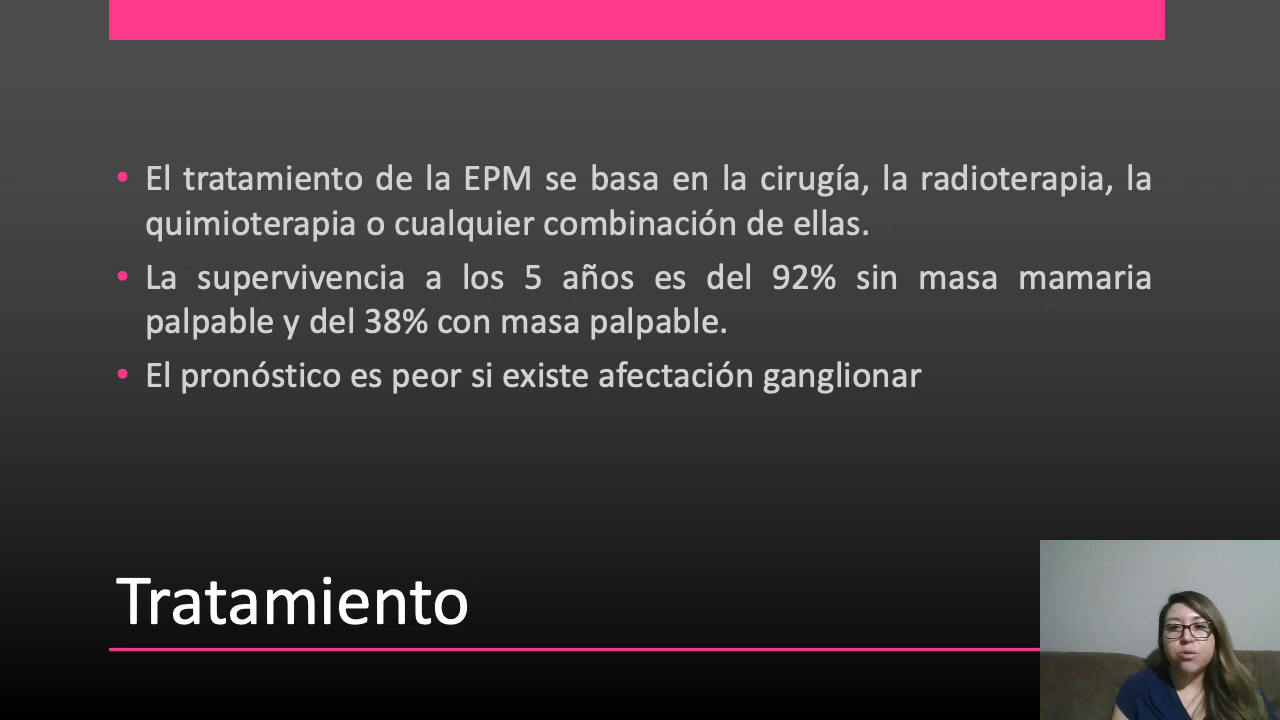 • El tratamiento de la EPM se basa en la cirugía, la radioterapia, la
quimioterapia o cualquier combinación de ellas.
• La supervivencia a los 5 años es del 92% sin masa mamaria
palpable y del 38% con masa palpable.
• El pronóstico es peor si existe afectación ganglionar
Tratamiento